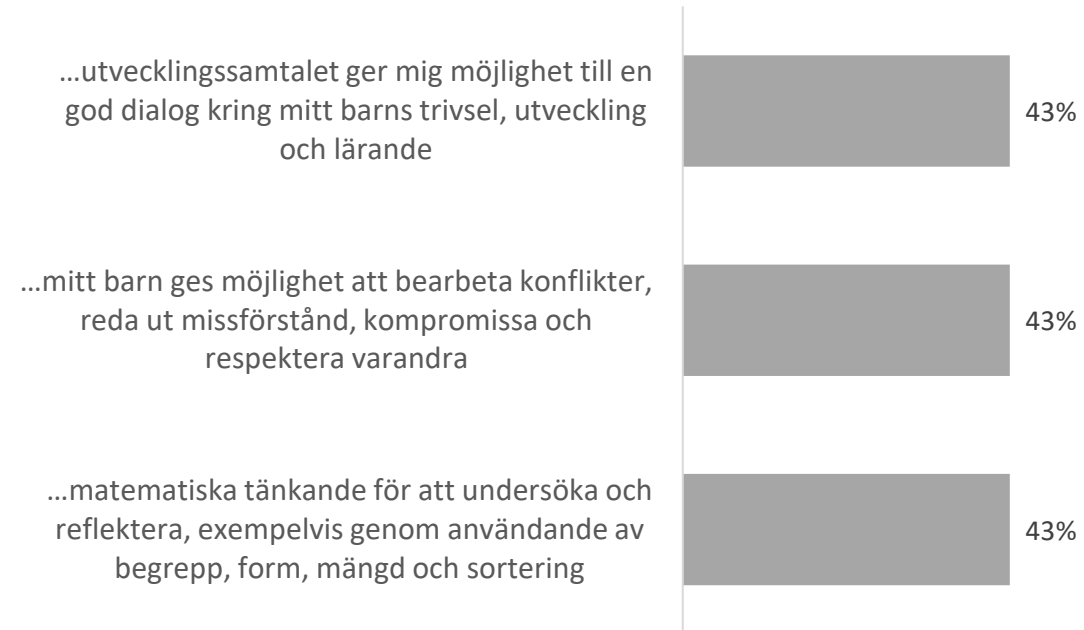 ...utvecklingssamtalet ger mig möjlighet till en
god dialog kring mitt barns trivsel, utveckling
och lärande
43%
...mitt barn ges möjlighet att bearbeta konflikter,
reda ut missförstånd, kompromissa och
respektera varandra
43%
...matematiska tänkande för att undersöka och
reflektera, exempelvis genom användande av
begrepp, form, mängd och sortering
43%